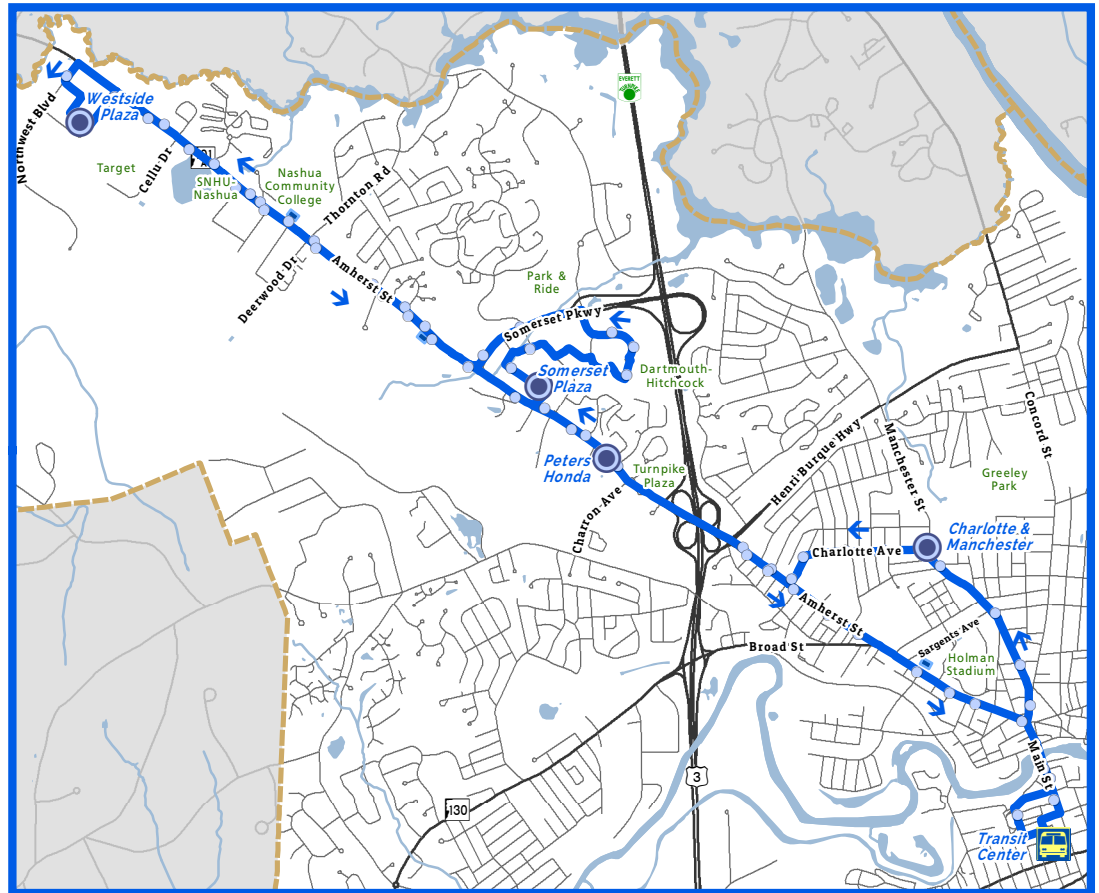 EVERETT
TURNPIKE
Westside
Plaza
Northwest Blvd
Target
Cellu Dr
SNHU-
Nashua
Nashua
Community
College
Thornton Rd
Deerwood Dr
Amherst St
Park &
Ride
Somerset Pkwy
Somerset
Plaza
Dartmouth-
Hitchcock
Peters
Honda
Turnpike
Plaza
Charron Ave
Henri Burque Hwy
Manchester St
Concord St
Greeley
Park
Charlotte &
Manchester
Charlotte Ave
Amherst St
Sargents Ave
Holman
Stadium
Broad St
Main St
3
130
Transit
Center